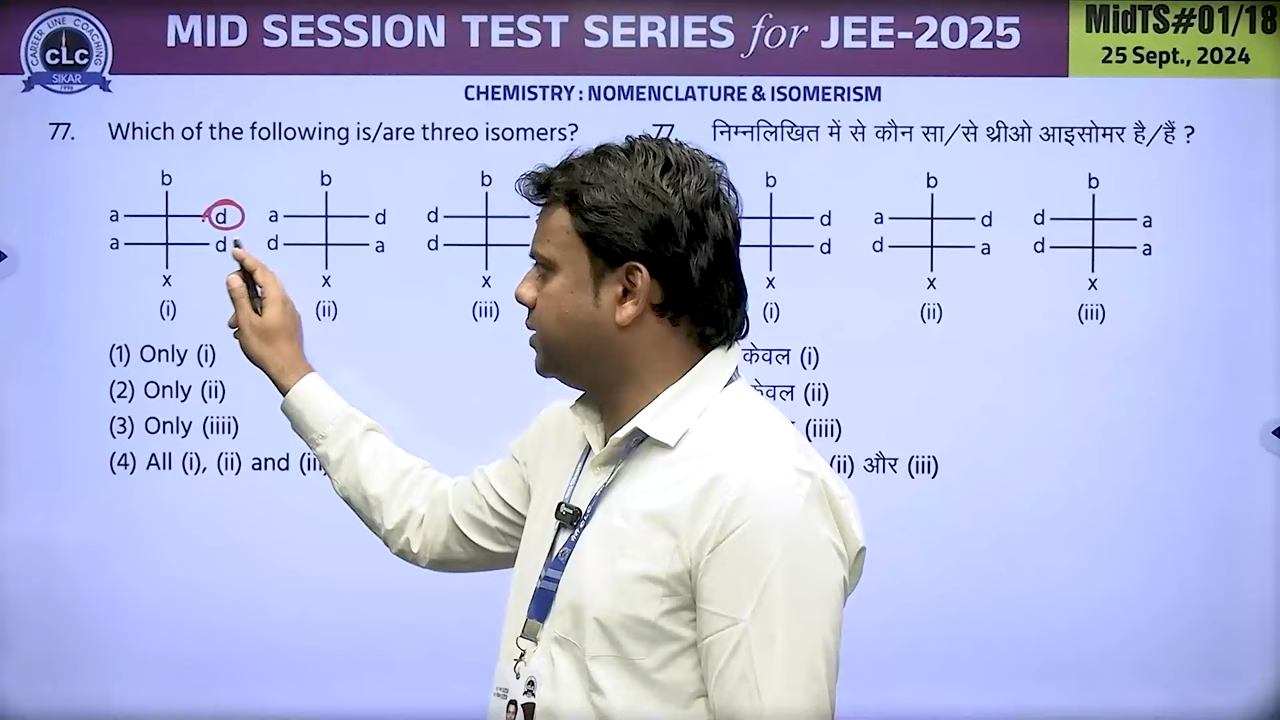 CAREER LINE COACHING
CLC
SIKAR
1996
MID SESSION TEST SERIES for JEE-2025
MidTS#01/18
25 Sept., 2024
CHEMISTRY : NOMENCLATURE & ISOMERISM
77. Which of the following is/are threo isomers?
b b b
a d a d d
a d d a d
x x x
(i) (ii) (iii)
(1) Only (i)
(2) Only (ii)
(3) Only (iiii)
(4) All (i), (ii) and
77. निम्नलिखित में से कौन सा/से थ्रीओ आइसोमर है/हैं ?
b b b
d a d d a
d d a d a
x x x
(i) (ii) (iii)
केवल (i)
केवल (ii)
(iiii)
(ii) और (iii)